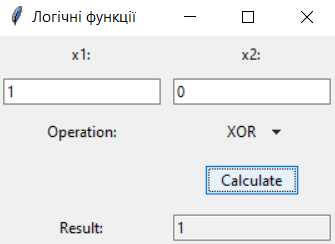 Логічні функції
x1: x2:
1 0
Operation: XOR
Calculate
Result: 1